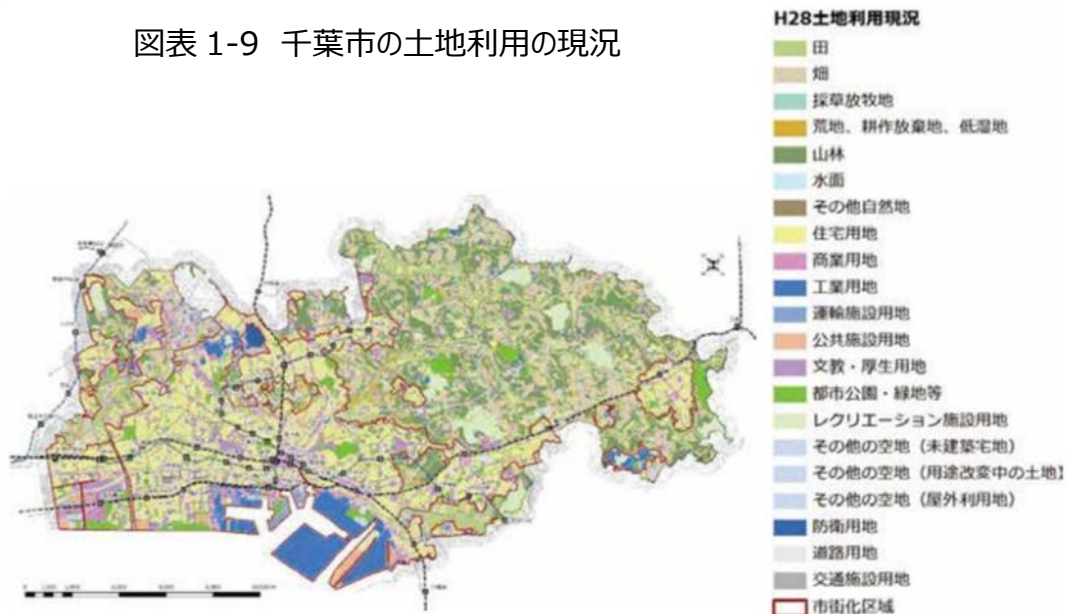 図表 1-9 千葉市の土地利用の現況
H28土地利用現況
田
畑
採草放牧地
荒地、耕作放棄地、低湿地
山林
水面
その他自然地
住宅用地
商業用地
工業用地
運輸施設用地
公共施設用地
文教・厚生用地
都市公園・緑地等
レクリエーション施設用地
その他の空地（未建築宅地）
その他の空地（用途改変中の土地）
その他の空地（屋外利用地）
防衛用地
道路用地
交通施設用地
市街化区域